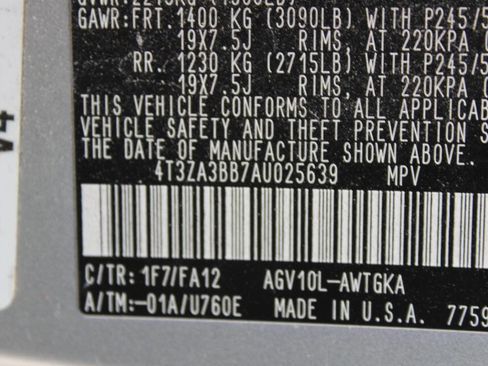 GAWR: FRT. 1400 KG (3090LB) WITH P245/5
19X7.5J RIMS, AT 220KPA (
RR. 1230 KG (2715LB) WITH P245/5
19X7.5J RIMS, AT 220KPA (
THIS VEHICLE CONFORMS TO ALL APPLICAB
VEHICLE SAFETY AND THEFT PREVENTION S
THE DATE OF MANUFACTURE SHOWN ABOVE.
4T3ZA3BB7AU025639 MPV
C/TR: 1F7/FA12 AGV10L-AWTGKA
A/TM:-01A/U760E MADE IN U.S.A. 7759